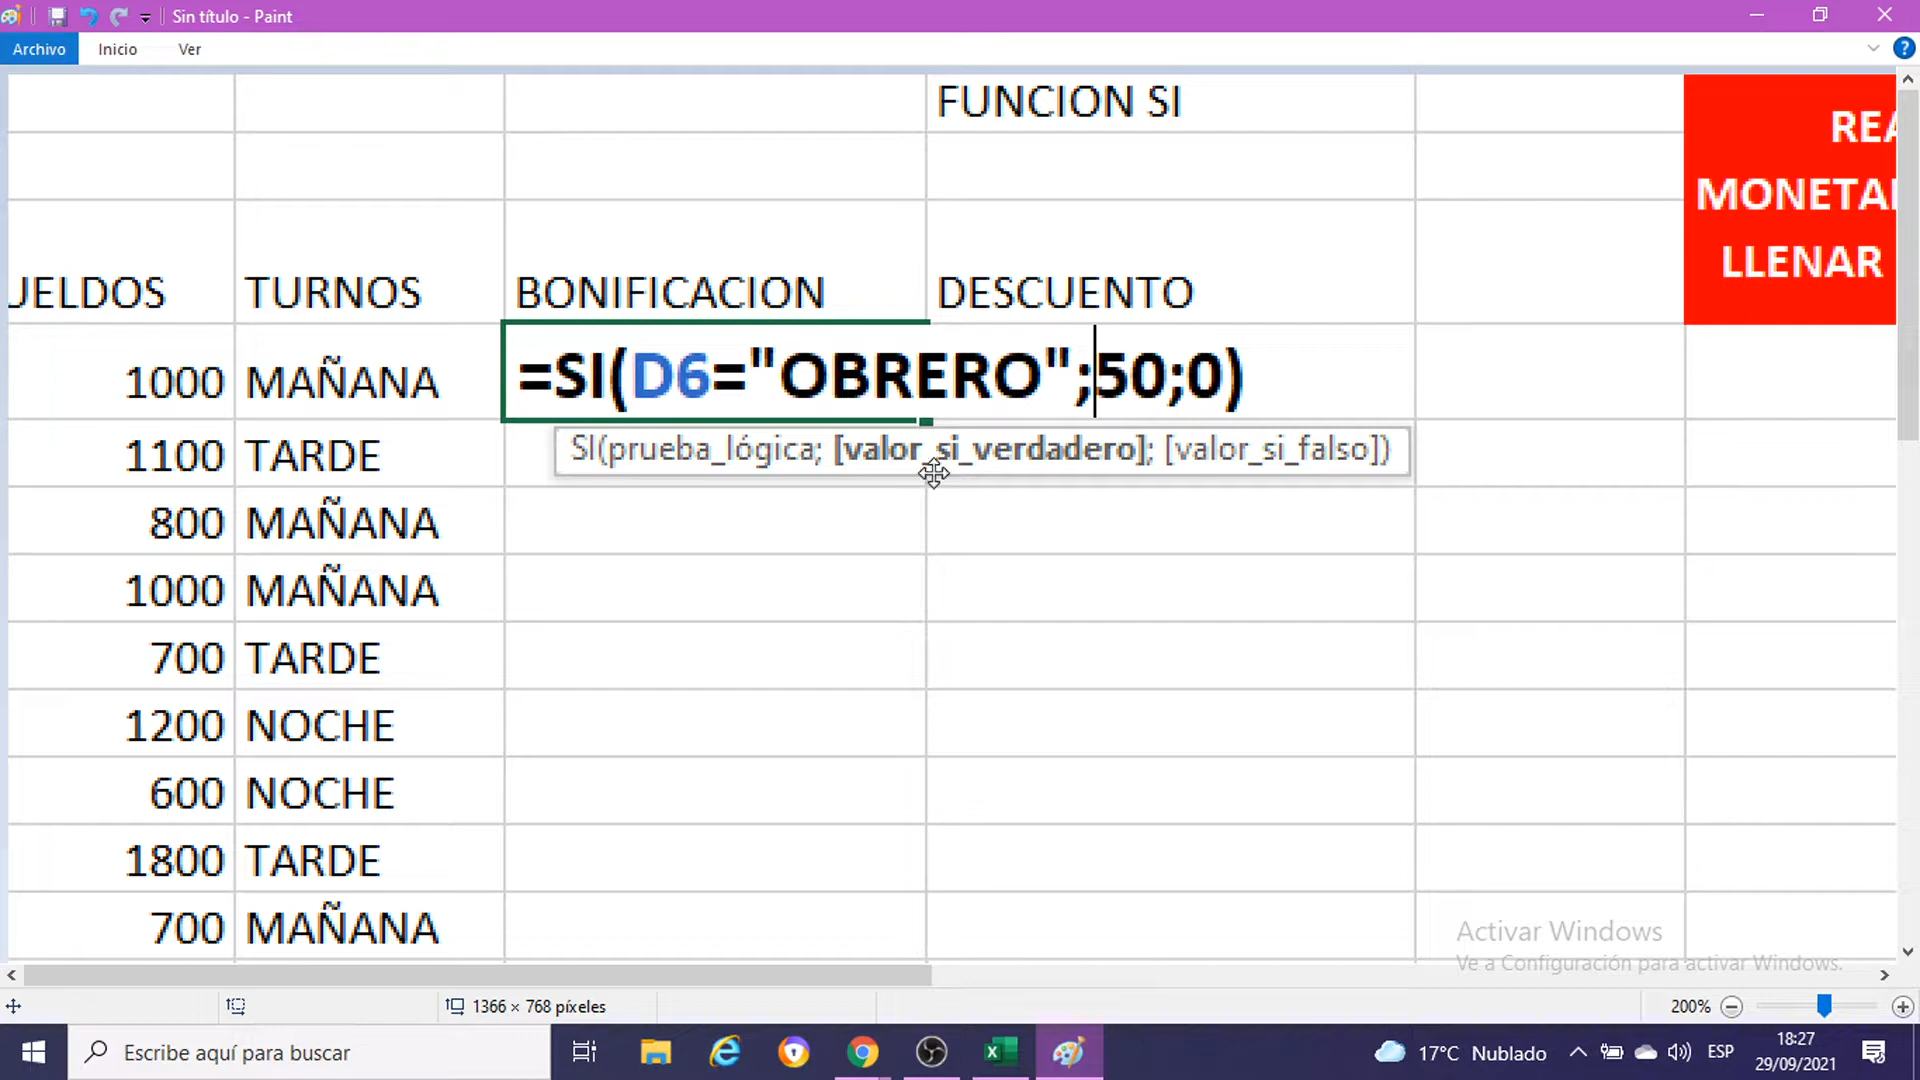 Sin título - Paint
Archivo Inicio Ver
FUNCION SI
REA
MONETAI
LLENAR
UELDOS TURNOS BONIFICACION DESCUENTO
1000 MAÑANA =SI(D6="OBRERO";50;0)
SI(prueba_lógica; [valor_si_verdadero]; [valor_si_falso])
1100 TARDE
800 MAÑANA
1000 MAÑANA
700 TARDE
1200 NOCHE
600 NOCHE
1800 TARDE
700 MAÑANA
Activar Windows
Ve a Configuración para activar Windows.
1366 × 768 píxeles 200%
Escribe aquí para buscar 17°C Nublado ESP 18:27
29/09/2021